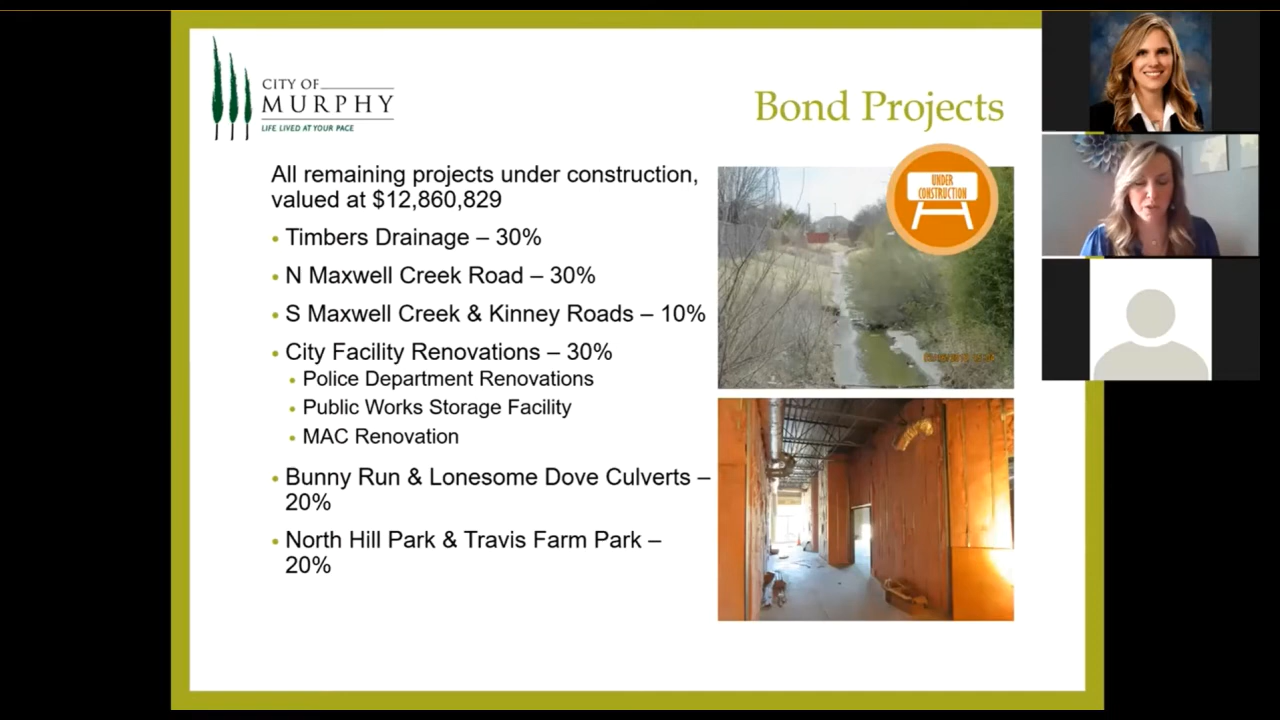 CITY OF
MURPHY
LIFE LIVED AT YOUR PACE
Bond Projects
All remaining projects under construction,
valued at $12,860,829
• Timbers Drainage – 30%
• N Maxwell Creek Road – 30%
• S Maxwell Creek & Kinney Roads – 10%
• City Facility Renovations – 30%
• Police Department Renovations
• Public Works Storage Facility
• MAC Renovation
• Bunny Run & Lonesome Dove Culverts –
20%
• North Hill Park & Travis Farm Park –
20%
UNDER
CONSTRUCTION